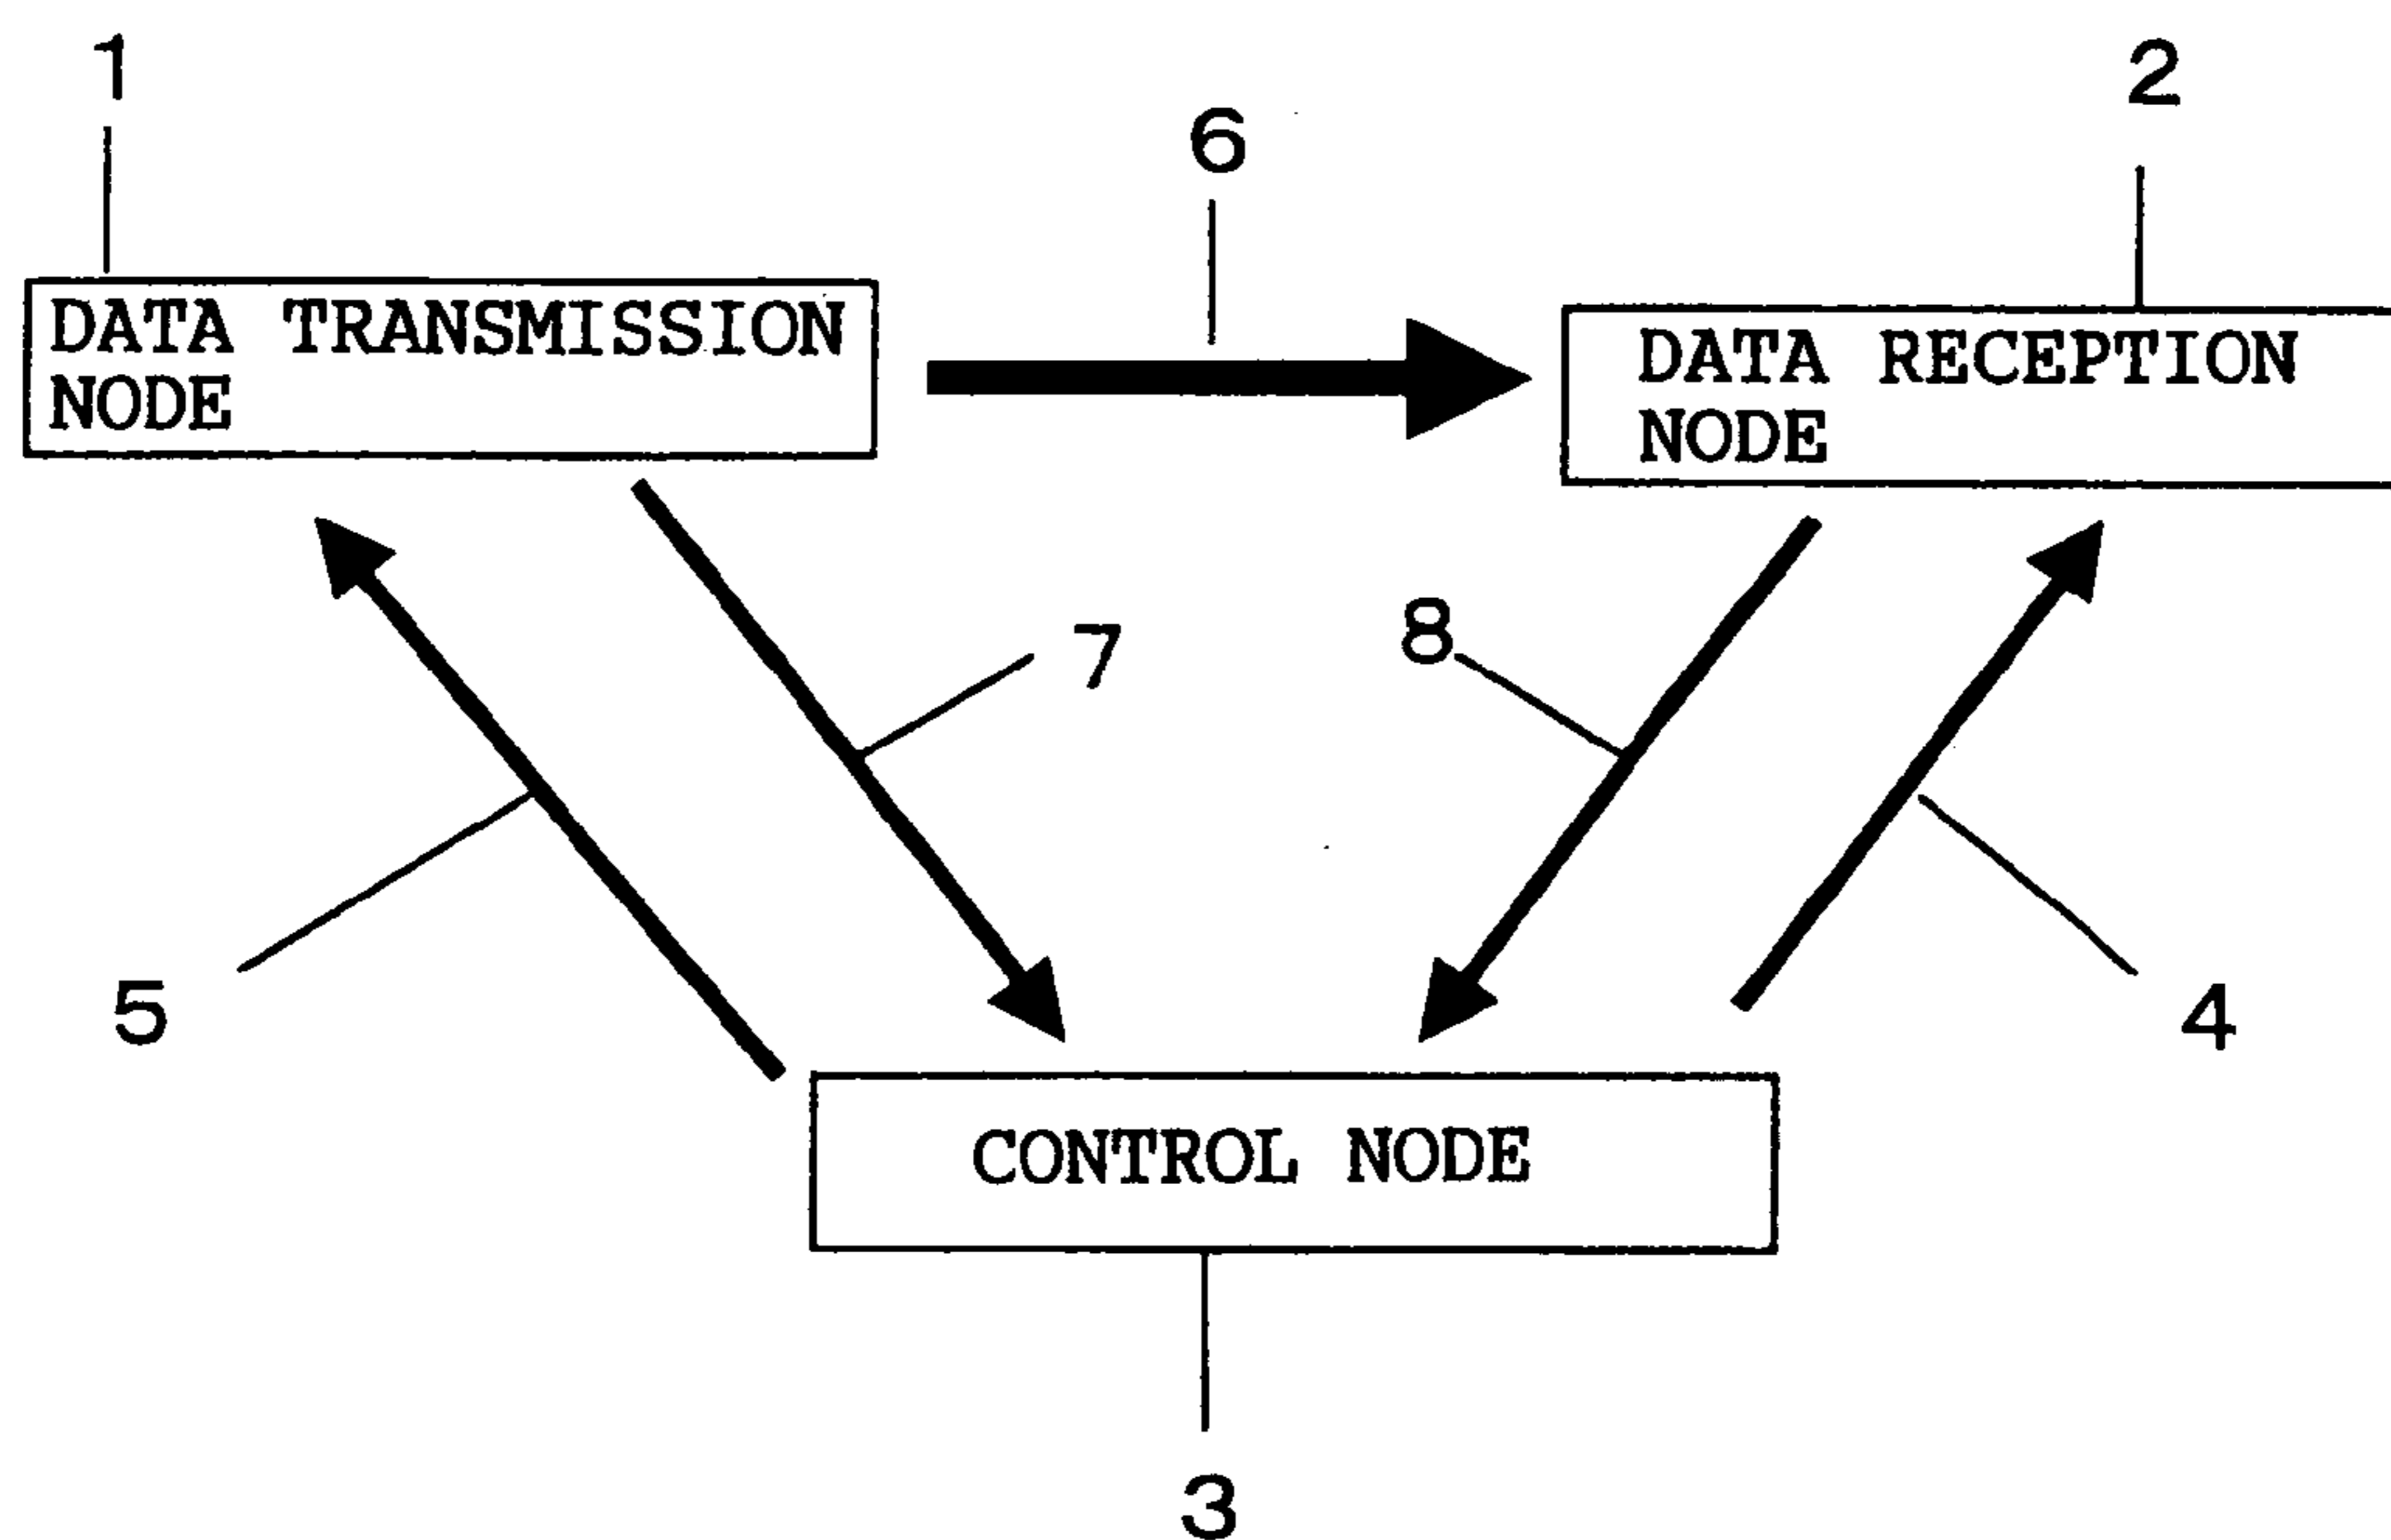 1
2
6
DATA TRANSMISSION
NODE
DATA RECEPTION
NODE
7
8
5
4
CONTROL NODE
3